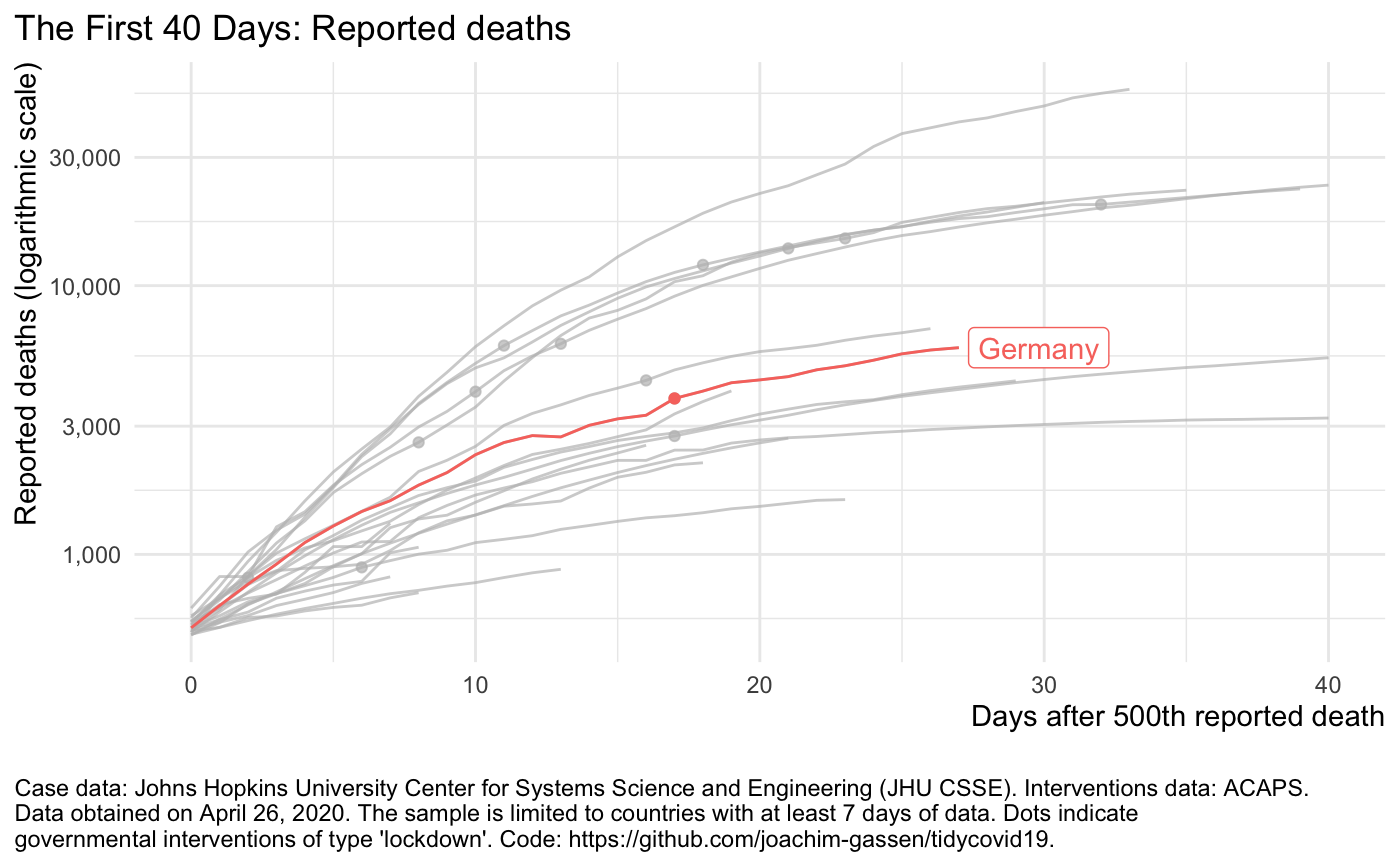 The First 40 Days: Reported deaths
Reported deaths (logarithmic scale)
30,000
10,000
3,000
1,000
Germany
0 10 20 30 40
Days after 500th reported death
Case data: Johns Hopkins University Center for Systems Science and Engineering (JHU CSSE). Interventions data: ACAPS.
Data obtained on April 26, 2020. The sample is limited to countries with at least 7 days of data. Dots indicate
governmental interventions of type 'lockdown'. Code: https://github.com/joachim-gassen/tidycovid19.